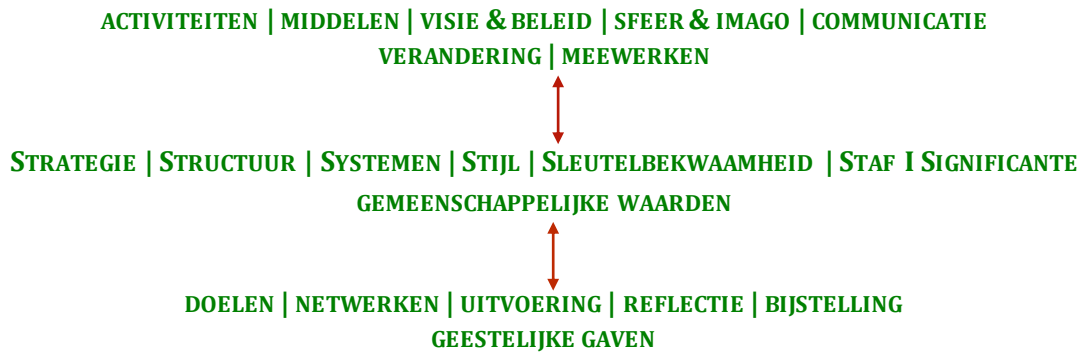 ACTIVITEITEN | MIDDELEN | VISIE & BELEID | SFEER & IMAGO | COMMUNICATIE
VERANDERING | MEEWERKEN
STRATEGIE | STRUCTUUR | SYSTEMEN | STIJL | SLEUTELBEKWAAMHEID | STAF I SIGNIFICANTE
GEMEENSCHAPPELIJKE WAARDEN
DOELEN | NETWERKEN | UITVOERING | REFLECTIE | BIJSTELLING
GEESTELIJKE GAVEN